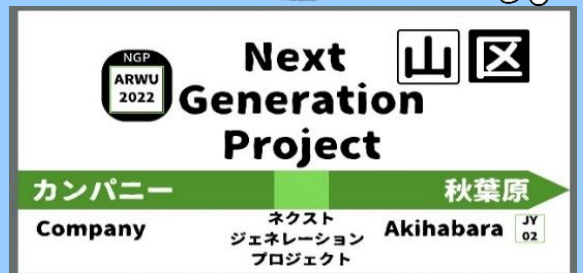 NGP
ARWU
2022
Next
Generation
Project
山 区
カンパニー
秋葉原
Company
ネクスト
ジェネレーション
プロジェクト
Akihabara
JY
02